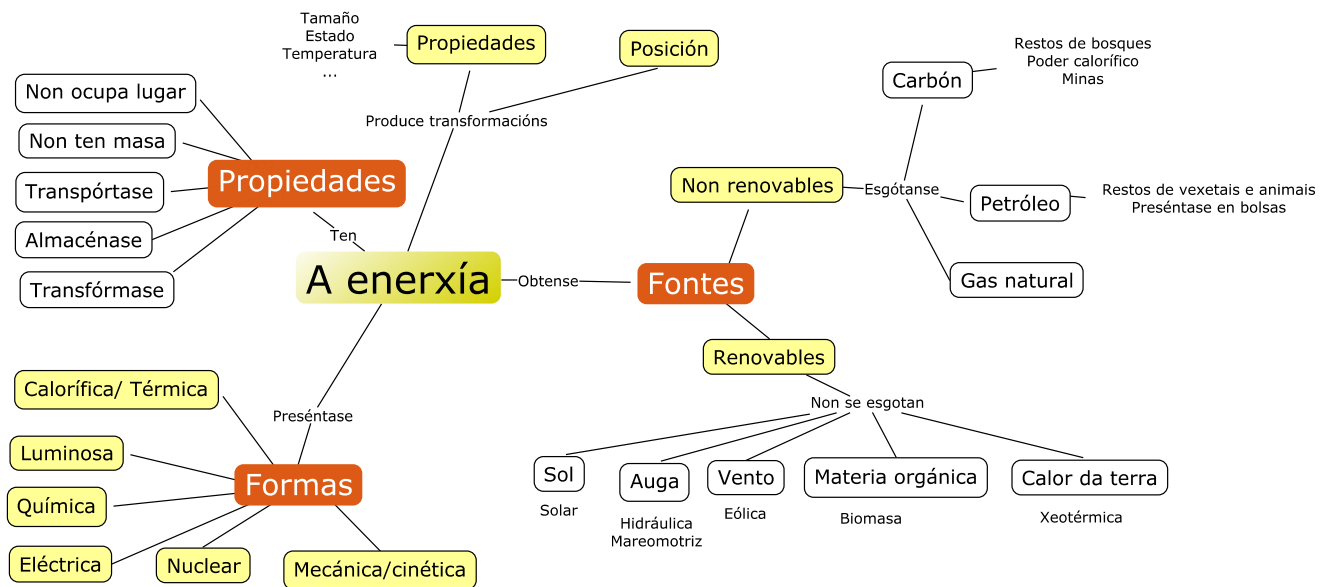 Tamaño
Estado
Temperatura
...
Propiedades
Posición
Produce transformacións
Non ocupa lugar
Non ten masa
Transpórtase
Almacénase
Transfórmase
Propiedades
Ten
A enerxía
Obtense
Fontes
Non renovables
Esgótanse
Carbón
Restos de bosques
Poder calorífico
Minas
Petróleo
Restos de vexetais e animais
Preséntase en bolsas
Gas natural
Renovables
Non se esgotan
Sol
Solar
Auga
Hidráulica
Mareomotriz
Vento
Eólica
Materia orgánica
Biomasa
Calor da terra
Xeotérmica
Preséntase
Formas
Calorífica/ Térmica
Luminosa
Química
Eléctrica
Nuclear
Mecánica/cinética